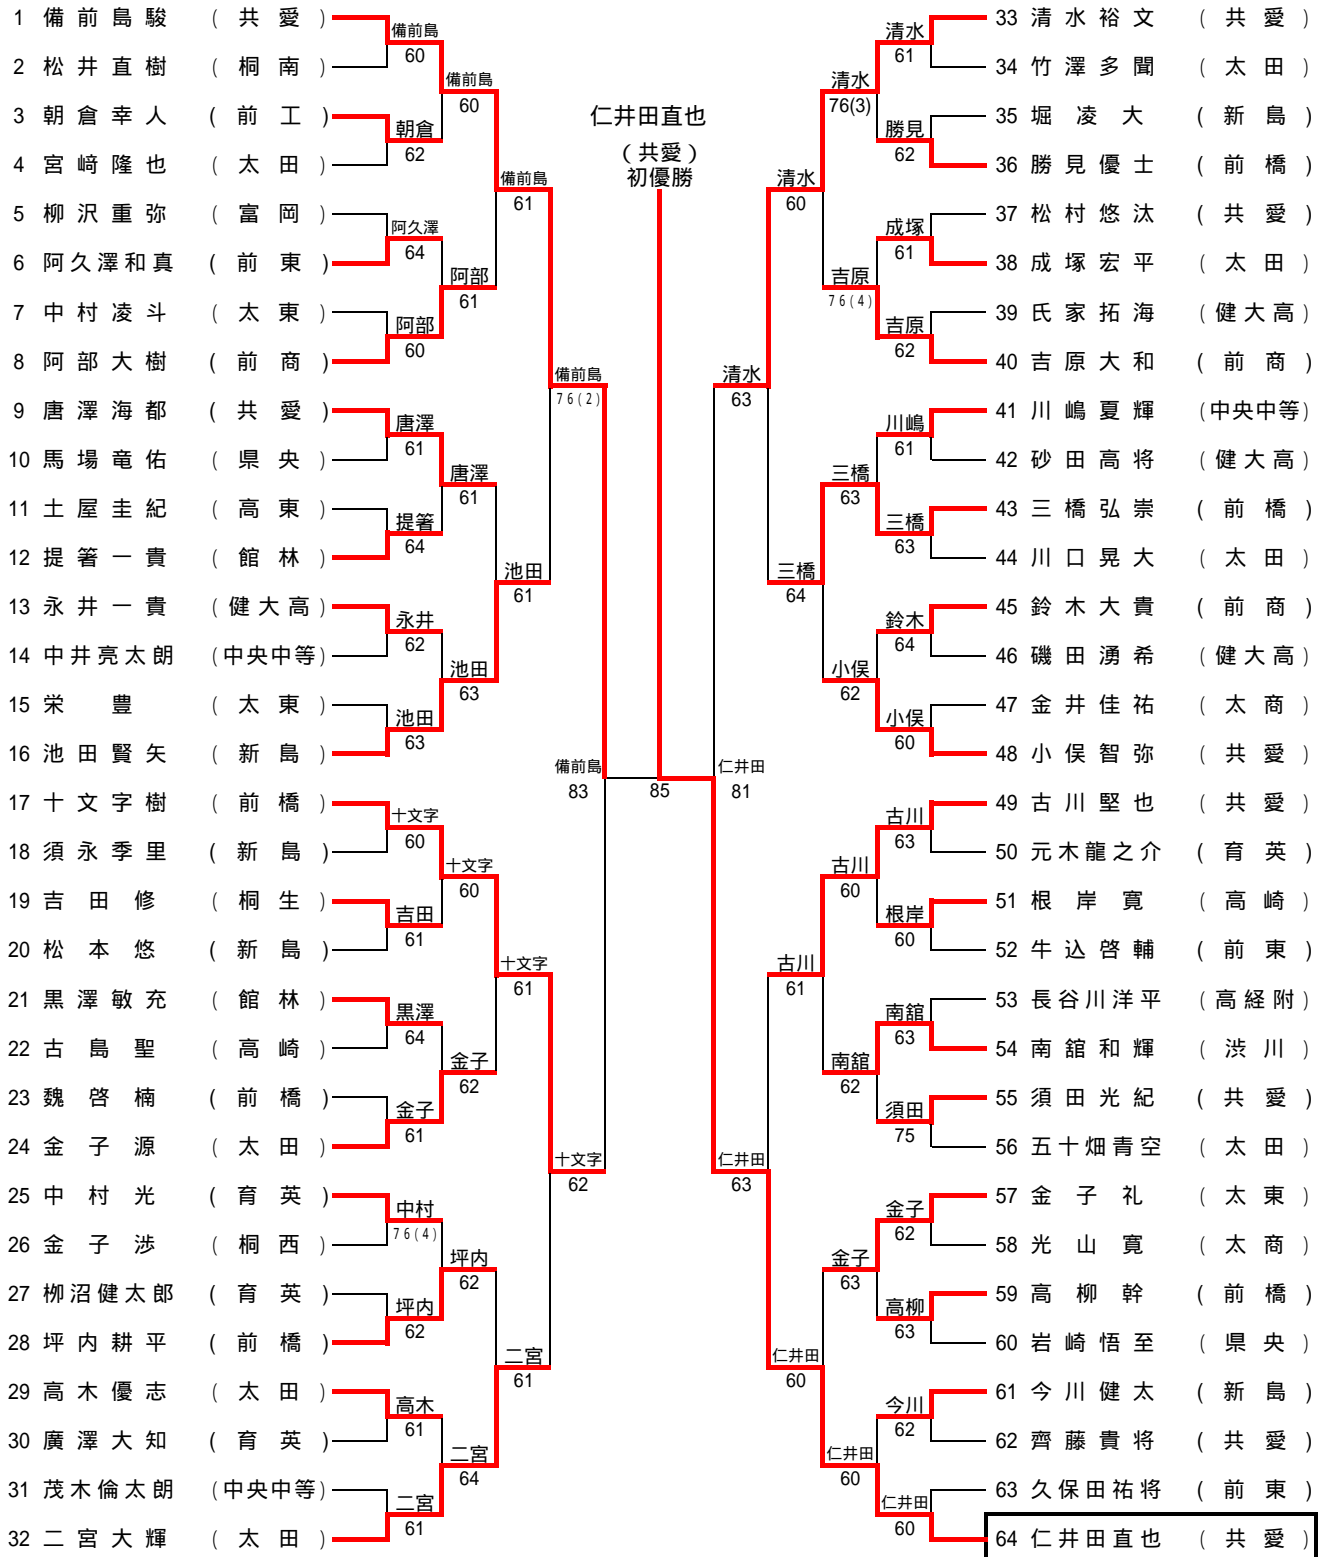 仁井田直也
（共愛）
初優勝
1 備前島駿 （共愛）
2 松井直樹 （桐南）
3 朝倉幸人 （前工）
4 宮﨑隆也 （太田）
5 柳沢重弥 （富岡）
6 阿久澤和真 （前東）
7 中村凌斗 （太東）
8 阿部大樹 （前商）
9 唐澤海都 （共愛）
10 馬場竜佑 （県央）
11 土屋圭紀 （高東）
12 提箸一貴 （館林）
13 永井一貴 （健大高）
14 中井亮太朗 （中央中等）
15 栄豊 （太東）
16 池田賢矢 （新島）
17 十文字樹 （前橋）
18 須永季里 （新島）
19 吉田修 （桐生）
20 松本悠 （新島）
21 黒澤敏充 （館林）
22 古島聖 （高崎）
23 魏啓楠 （前橋）
24 金子源 （太田）
25 中村光 （育英）
26 金子渉 （桐西）
27 栁沼健太郎 （育英）
28 坪内耕平 （前橋）
29 高木優志 （太田）
30 廣澤大知 （育英）
31 茂木倫太朗 （中央中等）
32 二宮大輝 （太田）
備前島
60
朝倉
62
阿久澤
64
阿部
60
唐澤
61
提箸
64
永井
62
池田
63
十文字
60
吉田
61
黒澤
64
金子
61
中村
76(4)
坪内
62
高木
61
二宮
61
備前島
60
阿部
61
唐澤
61
池田
63
十文字
60
金子
62
坪内
62
二宮
64
備前島
61
池田
61
十文字
61
二宮
61
備前島
76(2)
十文字
62
備前島
83
85
仁井田
81
清水
63
仁井田
63
清水
60
三橋
64
古川
61
仁井田
60
清水
76(3)
吉原
76(4)
三橋
63
小俣
62
古川
60
南舘
62
金子
63
仁井田
60
清水
61
勝見
62
成塚
61
吉原
62
川嶋
61
三橋
63
鈴木
64
小俣
60
古川
63
根岸
60
南舘
63
須田
75
金子
62
高柳
63
今川
62
仁井田
60
33 清水裕文 （共愛）
34 竹澤多聞 （太田）
35 堀凌大 （新島）
36 勝見優士 （前橋）
37 松村悠汰 （共愛）
38 成塚宏平 （太田）
39 氏家拓海 （健大高）
40 吉原大和 （前商）
41 川嶋夏輝 （中央中等）
42 砂田高将 （健大高）
43 三橋弘崇 （前橋）
44 川口晃大 （太田）
45 鈴木大貴 （前商）
46 磯田湧希 （健大高）
47 金井佳祐 （太商）
48 小俣智弥 （共愛）
49 古川堅也 （共愛）
50 元木龍之介 （育英）
51 根岸寛 （高崎）
52 牛込啓輔 （前東）
53 長谷川洋平 （高経附）
54 南舘和輝 （渋川）
55 須田光紀 （共愛）
56 五十畑青空 （太田）
57 金子礼 （太東）
58 光山寛 （太商）
59 高柳幹 （前橋）
60 岩崎悟至 （県央）
61 今川健太 （新島）
62 齊藤貴将 （共愛）
63 久保田祐将 （前東）
64 仁井田直也 （共愛）